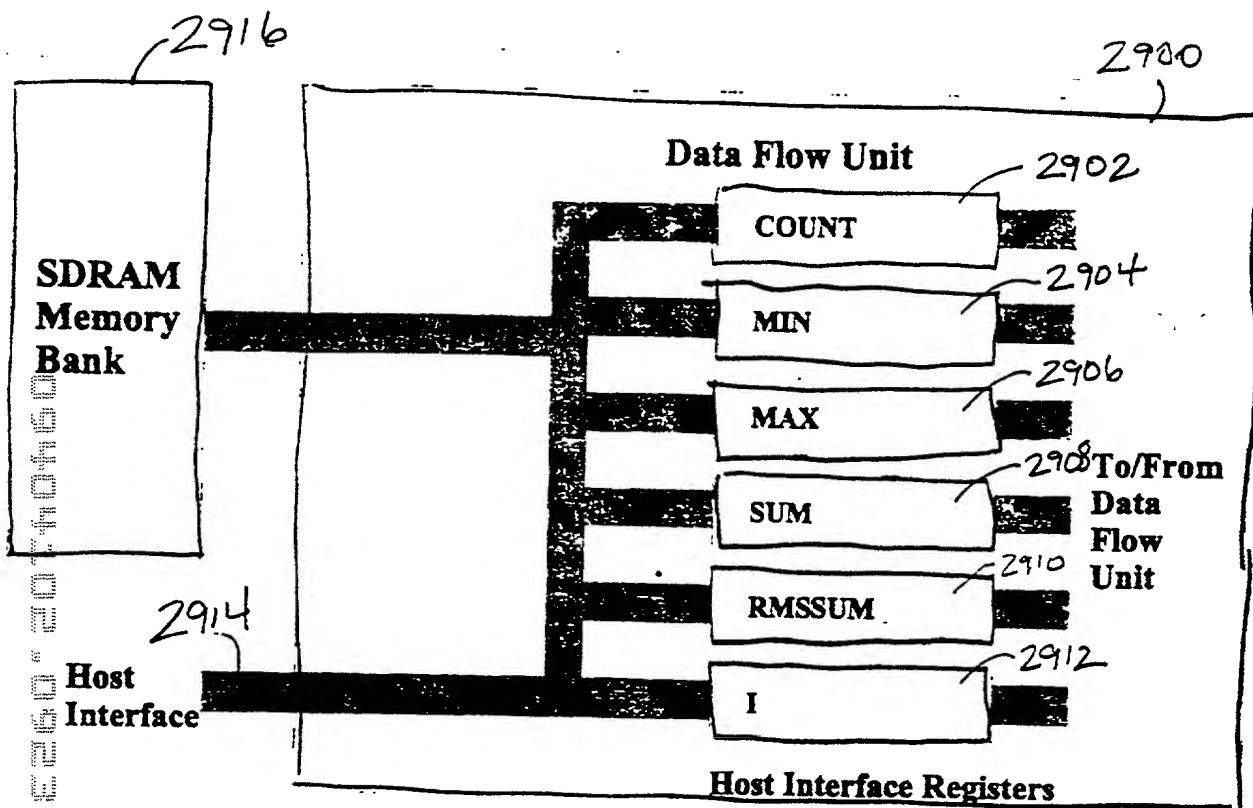 2916
2900
Data Flow Unit
2902
COUNT
SDRAM
Memory
Bank
2904
MIN
2906
MAX
2908
To/From
Data
Flow
Unit
SUM
2910
RMSSUM
2914
2912
Host
Interface
I
Host Interface Registers